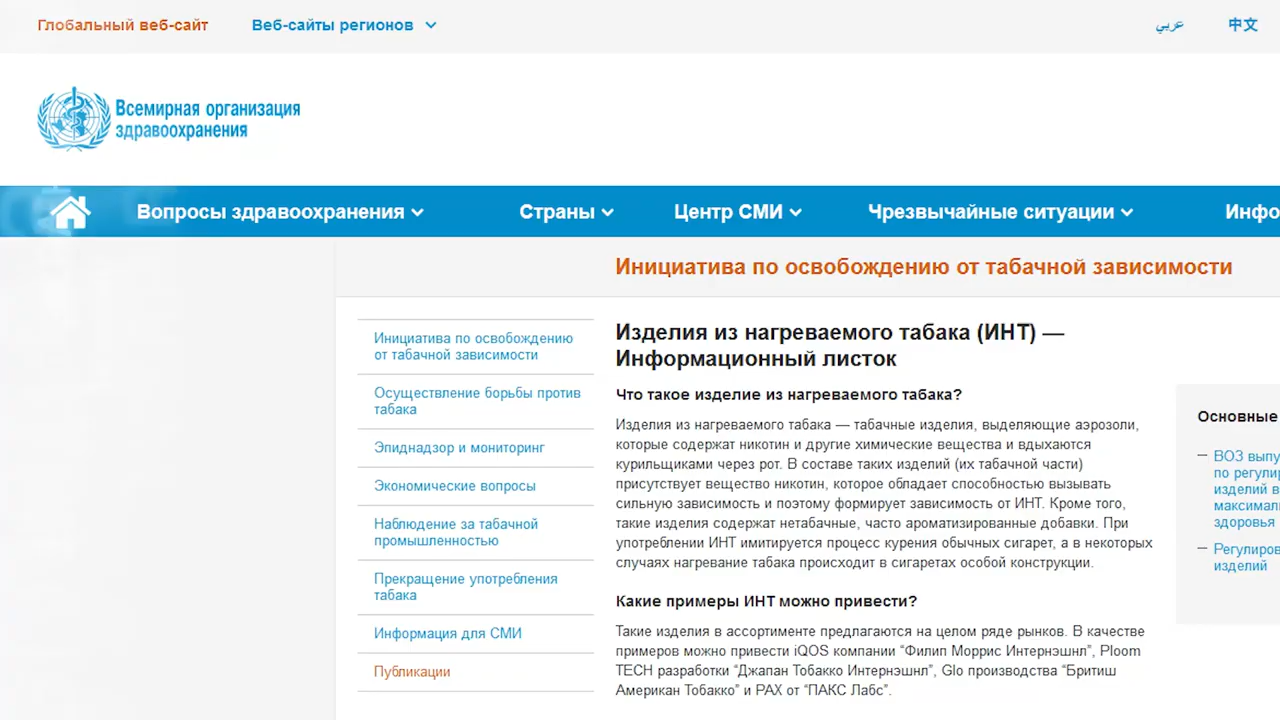 Глобальный веб-сайт
Веб-сайты регионов
عربي
中文
Всемирная организация
здравоохранения
Вопросы здравоохранения
Страны
Центр СМИ
Чрезвычайные ситуации
Инициатива по освобождению от табачной зависимости
Инициатива по освобождению
от табачной зависимости
Осуществление борьбы против
табака
Эпиднадзор и мониторинг
Экономические вопросы
Наблюдение за табачной
промышленностью
Прекращение употребления
табака
Информация для СМИ
Публикации
Изделия из нагреваемого табака (ИНТ) —
Информационный листок
Что такое изделие из нагреваемого табака?
Изделия из нагреваемого табака — табачные изделия, выделяющие аэрозоли,
которые содержат никотин и другие химические вещества и вдыхаются
курильщиками через рот. В составе таких изделий (их табачной части)
присутствует вещество никотин, которое обладает способностью вызывать
сильную зависимость и поэтому формирует зависимость от ИНТ. Кроме того,
такие изделия содержат нетабачные, часто ароматизированные добавки. При
употреблении ИНТ имитируется процесс курения обычных сигарет, а в некоторых
случаях нагревание табака происходит в сигаретах особой конструкции.
Какие примеры ИНТ можно привести?
Такие изделия в ассортименте предлагаются на целом ряде рынков. В качестве
примеров можно привести iQOS компании “Филип Моррис Интернэшнл”, Ploom
TECH разработки “Джапан Тобакко Интернэшнл”, Glo производства “Бритиш
Американ Тобакко” и PAX от “ПАКС Лабс”.
Основные
— ВОЗ
по
изделий
здоровья
—
изделий